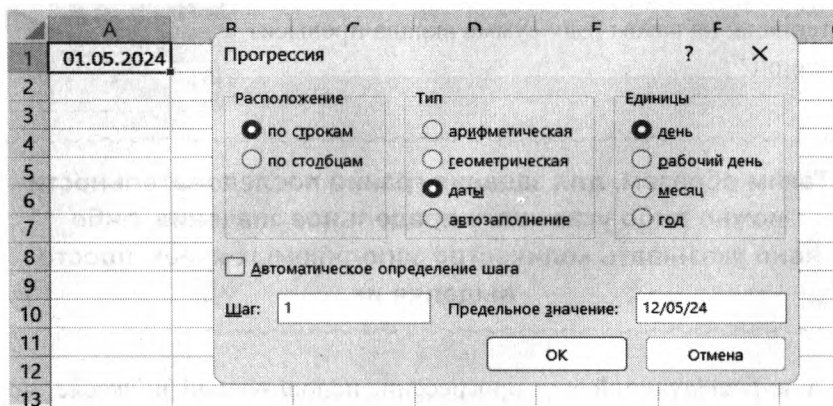 A B C D E F
1 01.05.2024
2
3
4
5
6
7
8
9
10
11
12
13
Прогрессия ? ✕
Расположение Тип Единицы
по строкам арифметическая день
по столбцам геометрическая рабочий день
даты месяц
автозаполнение год
Автоматическое определение шага
Шаг: 1 Предельное значение: 12/05/24
ОК Отмена